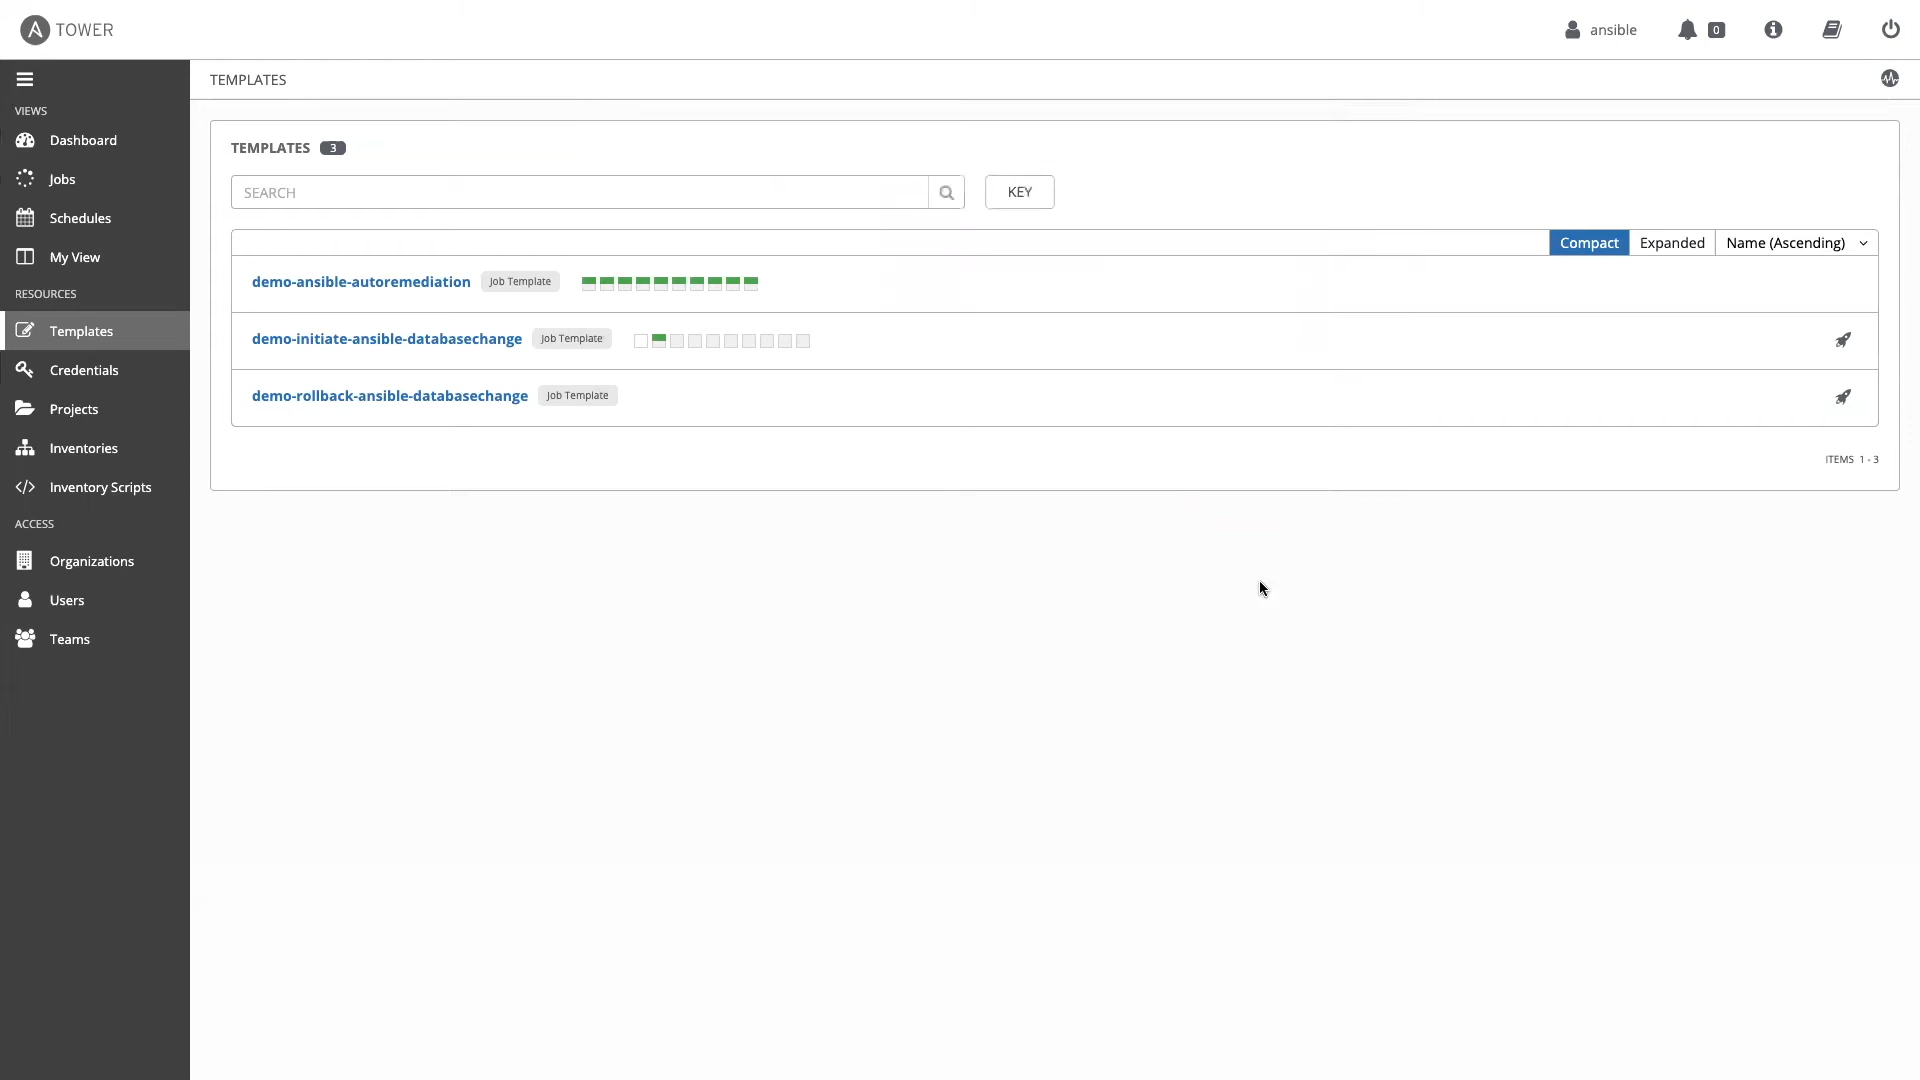 A TOWER
ansible
0
VIEWS
Dashboard
Jobs
Schedules
My View
RESOURCES
Templates
Credentials
Projects
Inventories
Inventory Scripts
ACCESS
Organizations
Users
Teams
TEMPLATES
TEMPLATES 3
SEARCH
KEY
Compact Expanded Name (Ascending)
demo-ansible-autoremediation Job Template
demo-initiate-ansible-databasechange Job Template
demo-rollback-ansible-databasechange Job Template
ITEMS 1 - 3